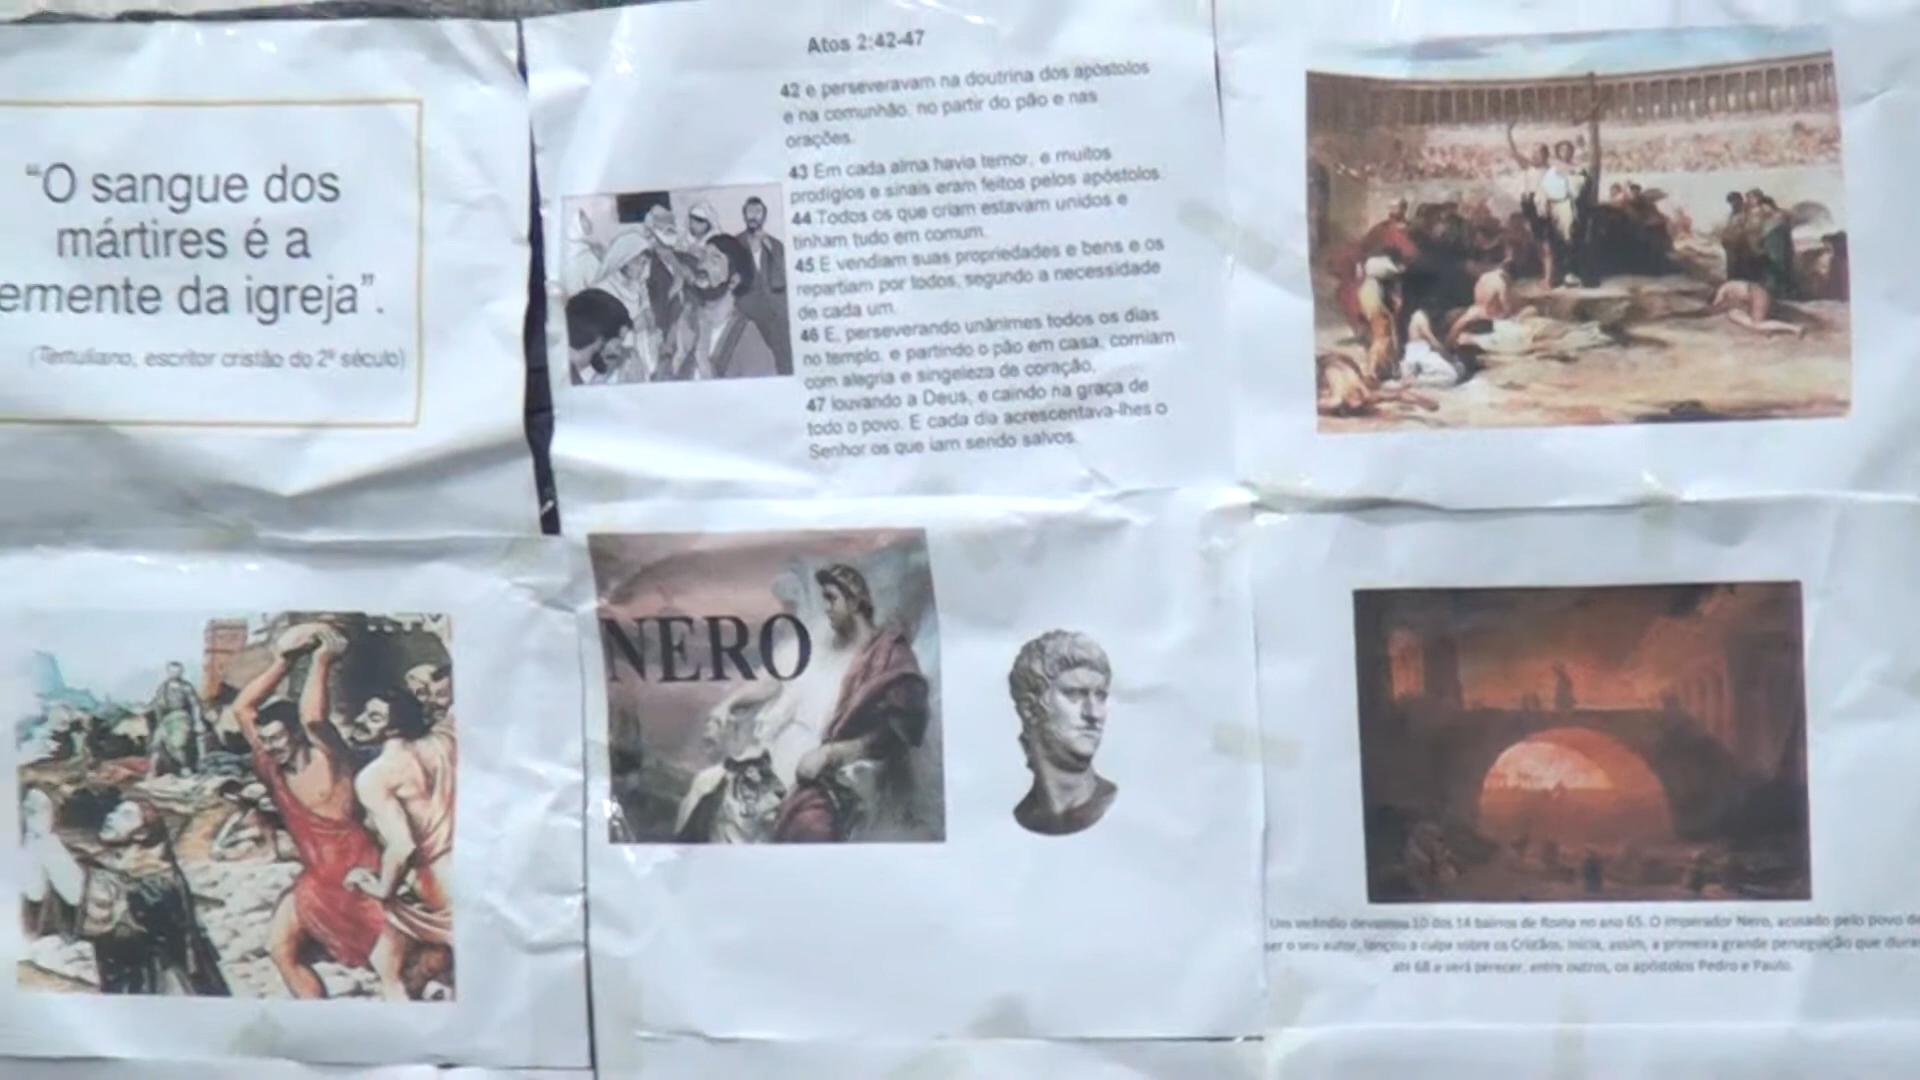 “O sangue dos
mártires é a
emente da igreja”.
(Tertuliano, escritor cristão do 2º século)
Atos 2:42-47
42 e perseveravam na doutrina dos apóstolos
e na comunhão, no partir do pão e nas
orações.
43 Em cada alma havia temor, e muitos
prodígios e sinais eram feitos pelos apóstolos.
44 Todos os que criam estavam unidos e
tinham tudo em comum.
45 E vendiam suas propriedades e bens e os
repartiam por todos, segundo a necessidade
de cada um.
46 E, perseverando unânimes todos os dias
no templo, e partindo o pão em casa, comiam
com alegria e singeleza de coração,
47 louvando a Deus, e caindo na graça de
todo o povo. E cada dia acrescentava-lhes o
Senhor os que iam sendo salvos.
NERO
Um incêndio devastou 10 dos 14 bairros de Roma no ano 65. O imperador Nero, acusado pelo povo de
ser o seu autor, lançou a culpa sobre os Cristãos. Inicia, assim, a primeira grande perseguição que dura
até 68 e verá perecer, entre outros, os apóstolos Pedro e Paulo.